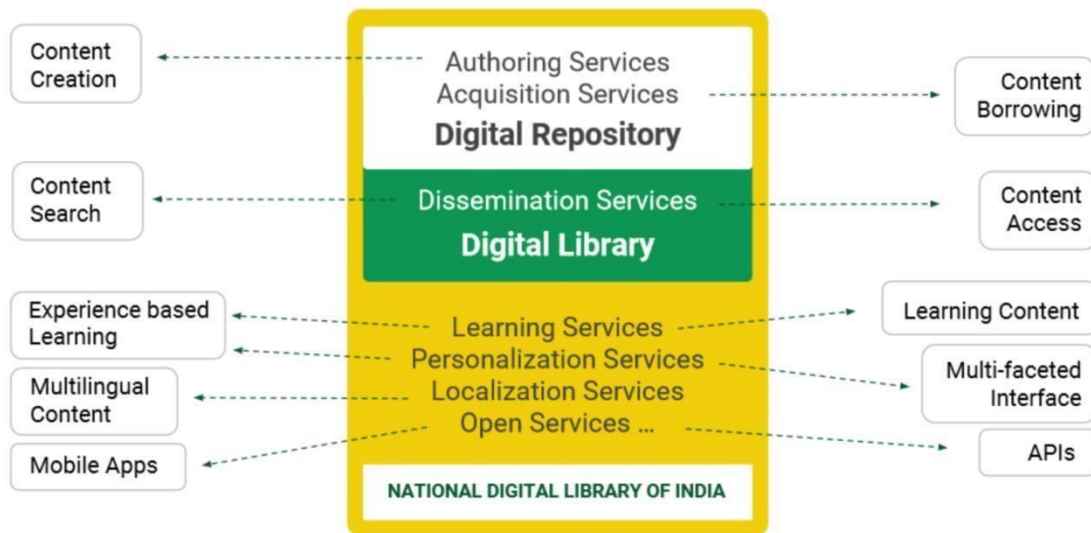 Content
Creation
Authoring Services
Acquisition Services
Digital Repository
Content
Borrowing
Content
Search
Dissemination Services
Digital Library
Content
Access
Experience based
Learning
Multilingual
Content
Mobile Apps
Learning Services
Personalization Services
Localization Services
Open Services ...
Learning Content
Multi-faceted
Interface
APIs
NATIONAL DIGITAL LIBRARY OF INDIA